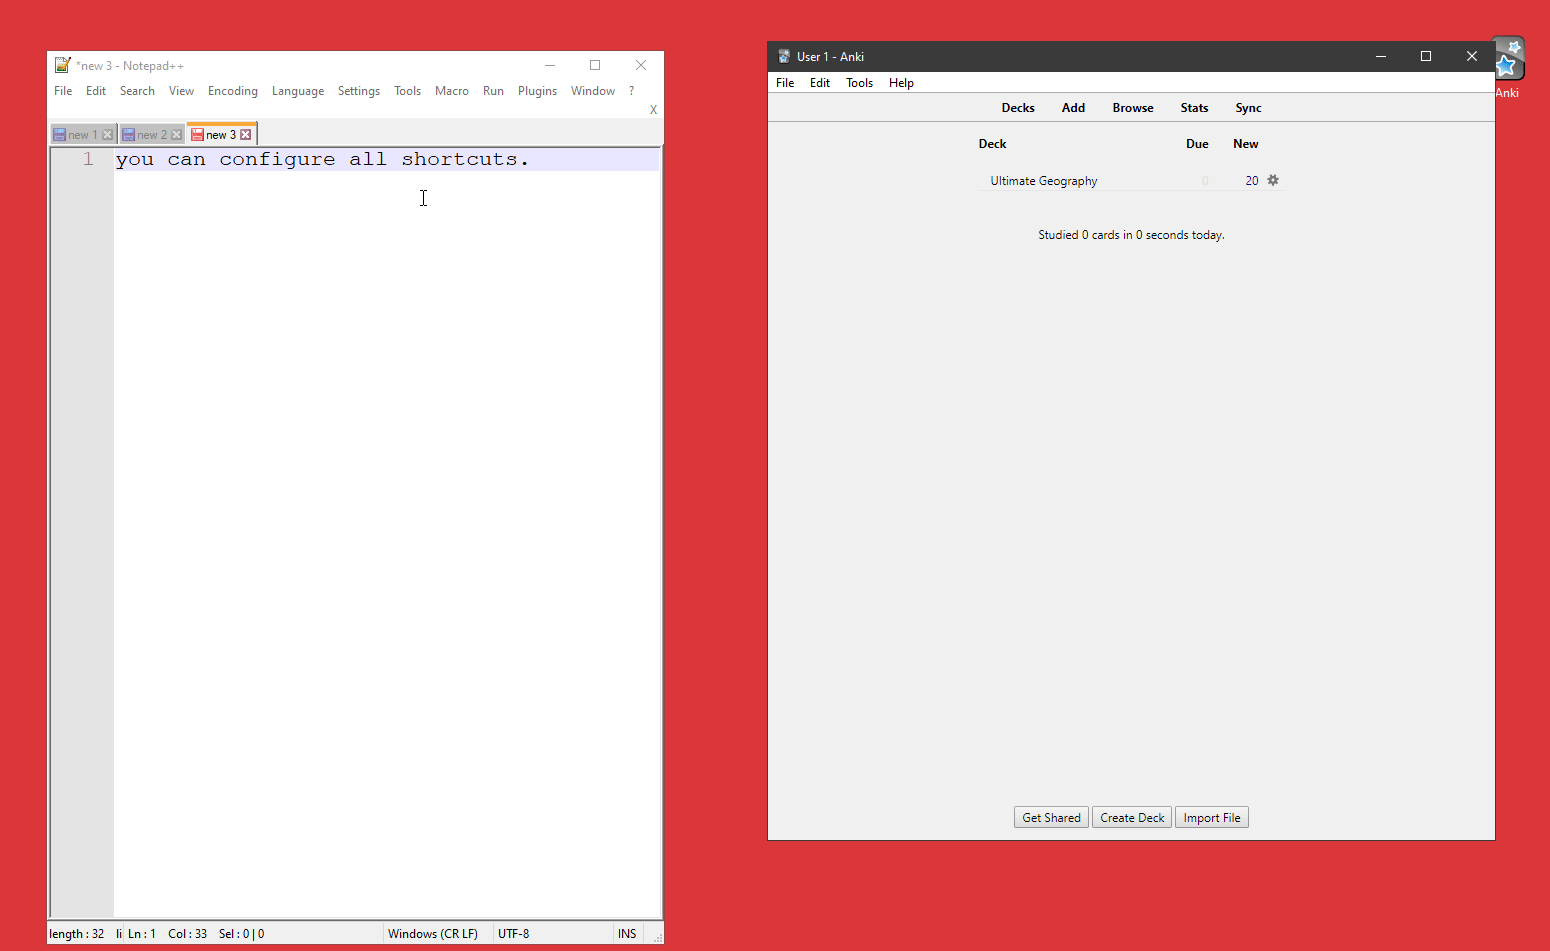 *new 3 - Notepad++
File Edit Search View Encoding Language Settings Tools Macro Run Plugins Window ?
X
new 1 new 2 new 3
1 you can configure all shortcuts.
length : 32 li Ln : 1 Col : 33 Sel : 0 | 0 Windows (CR LF) UTF-8 INS
User 1 - Anki
File Edit Tools Help
Decks Add Browse Stats Sync
Deck Due New
Ultimate Geography 0 20
Studied 0 cards in 0 seconds today.
Get Shared Create Deck Import File
Anki